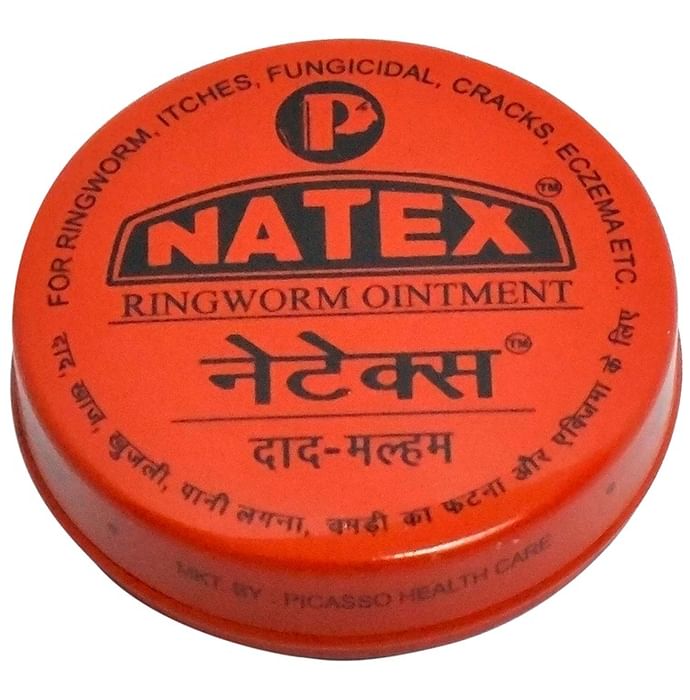 FOR RINGWORM, ITCHES, FUNGICIDAL, CRACKS, ECZEMA ETC.
P
NATEX™
RINGWORM OINTMENT
नेटेक्स™
दाद-मल्हम
दाद, खाज, खुजली, पानी लगना, चमड़ी का फटना और एक्जिमा के लिए
MKT BY . PICASSO HEALTH CARE